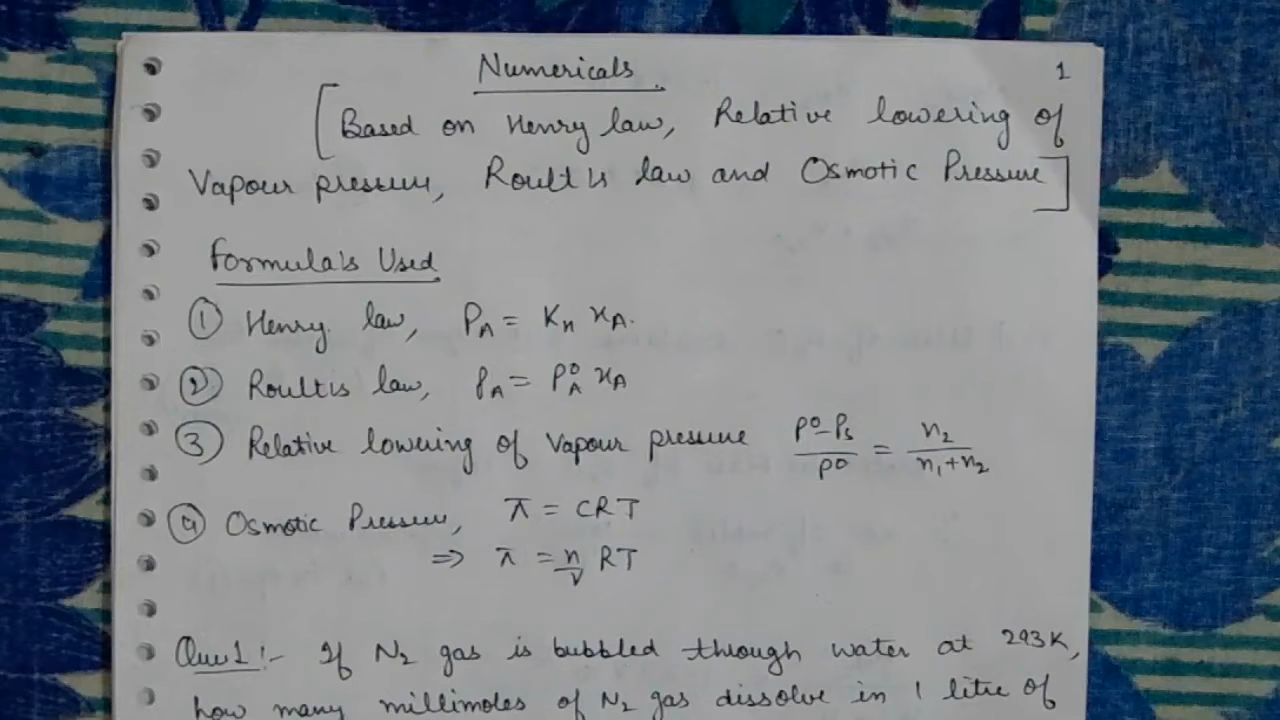 Numericals
1
[Based on Henry law, Relative lowering of
Vapour pressure, Roult's law and Osmotic Pressure]
Formula's Used
① Henry law, P_A = K_H x_A.
② Roult's law, P_A = P°_A x_A
③ Relative lowering of Vapour pressure (P°-Ps)/P° = n₂/(n₁+n₂)
④ Osmotic Pressure, π = CRT
⇒ π = n/V RT
Que 1:- If N₂ gas is bubbled through water at 293K,
how many millimoles of N₂ gas dissolve in 1 litre of